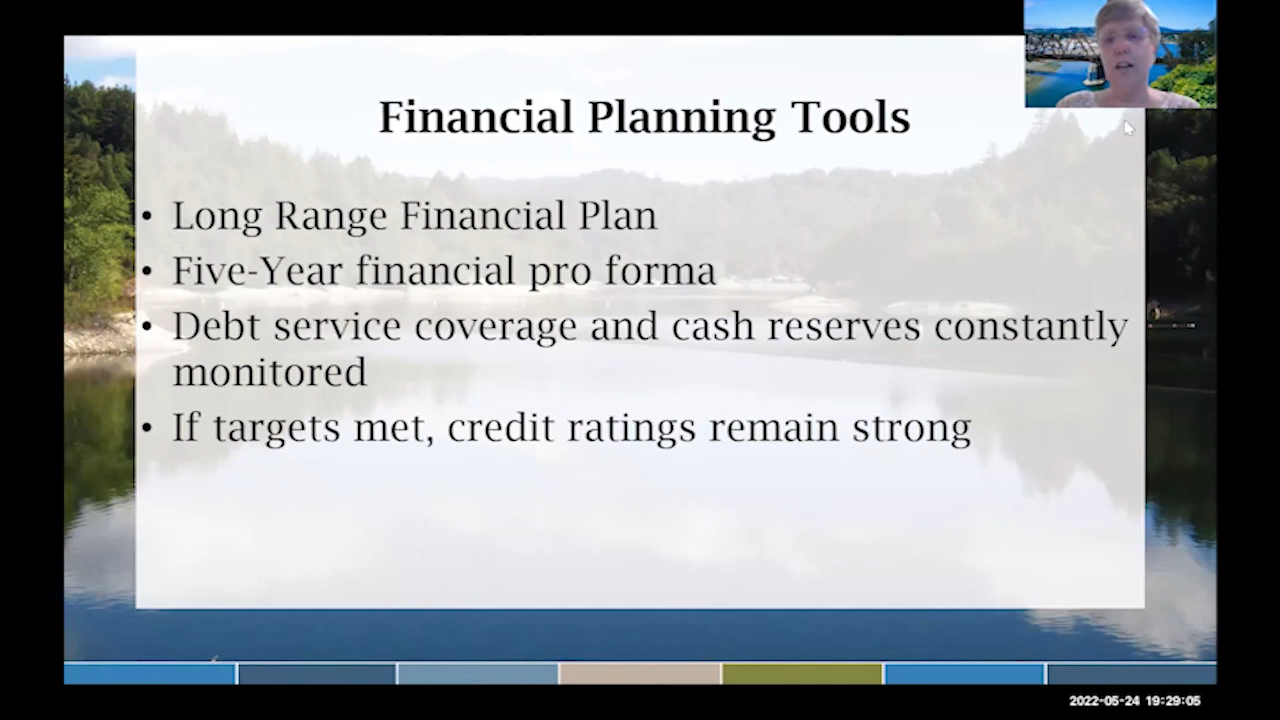 Financial Planning Tools
• Long Range Financial Plan
• Five-Year financial pro forma
• Debt service coverage and cash reserves constantly
monitored
• If targets met, credit ratings remain strong
2022-05-24 19:29:05